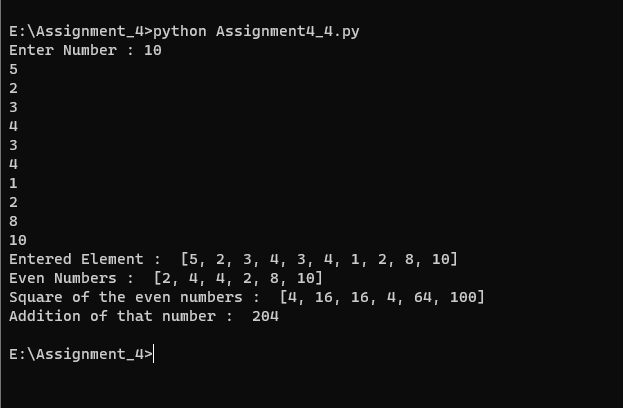 E:\Assignment_4>python Assignment4_4.py
Enter Number : 10
5
2
3
4
3
4
1
2
8
10
Entered Element :  [5, 2, 3, 4, 3, 4, 1, 2, 8, 10]
Even Numbers :  [2, 4, 4, 2, 8, 10]
Square of the even numbers :  [4, 16, 16, 4, 64, 100]
Addition of that number :  204
E:\Assignment_4>